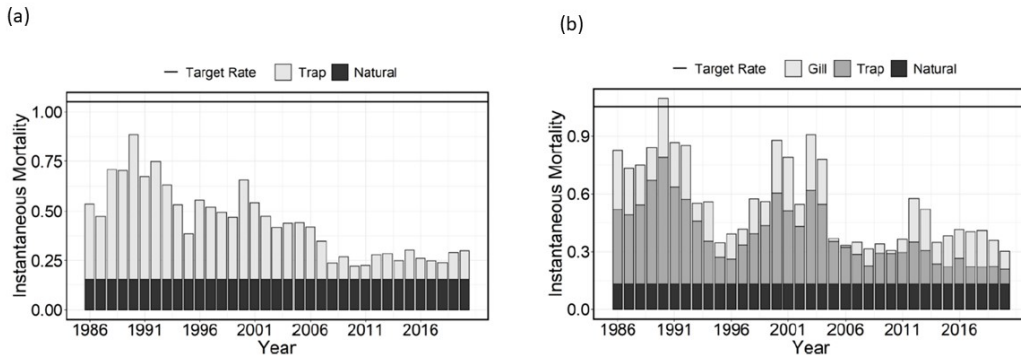 (a)
— Target Rate Trap Natural
Instantaneous Mortality
1.00
0.75
0.50
0.25
0.00
1986 1991 1996 2001 2006 2011 2016
Year
(b)
— Target Rate Gill Trap Natural
Instantaneous Mortality
0.9
0.6
0.3
0.0
1986 1991 1996 2001 2006 2011 2016
Year